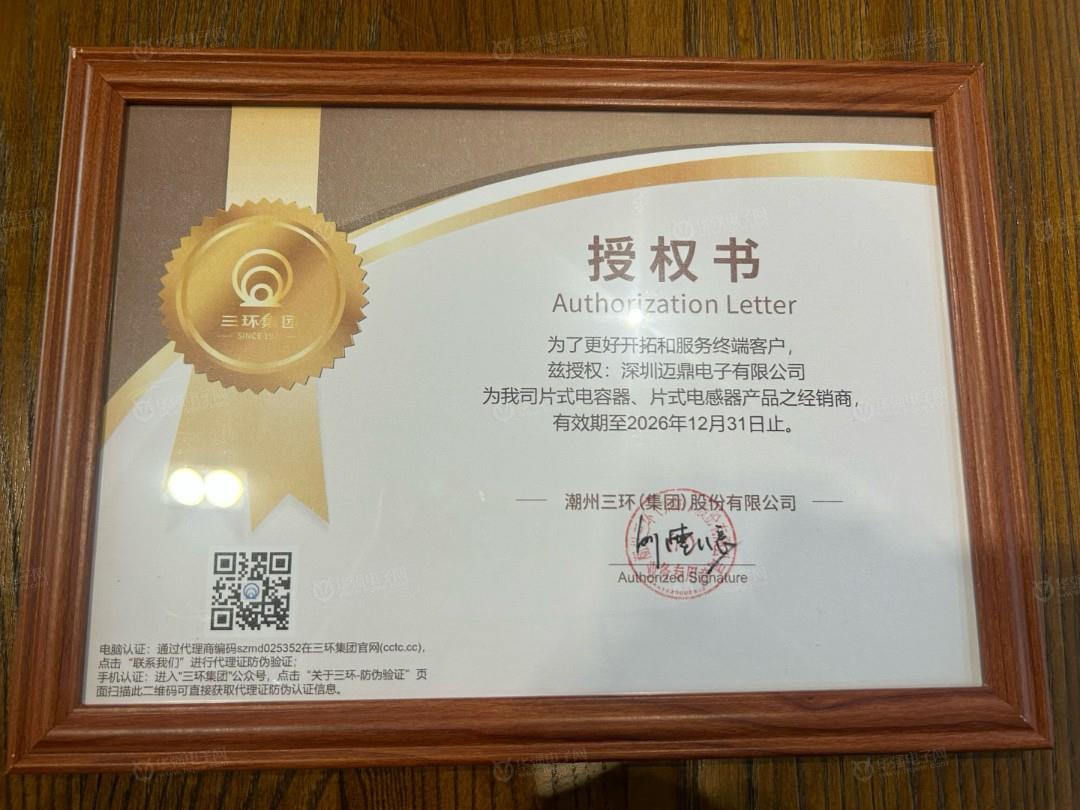 三环集团
授权书
Authorization Letter
为了更好开拓和服务终端客户，
兹授权：深圳迈鼎电子有限公司
为我司片式电容器、片式电感器产品之经销商，
有效期至2026年12月31日止。
潮州三环(集团)股份有限公司
Authorized Signature
电脑认证：通过代理商编码szmd025352在三环集团官网(cctc.cc)，
点击“联系我们”进行代理证防伪验证；
手机认证：进入"三环集团"公众号，点击“关于三环-防伪验证”页
面扫描此二维码可直接获取代理证防伪认证信息。